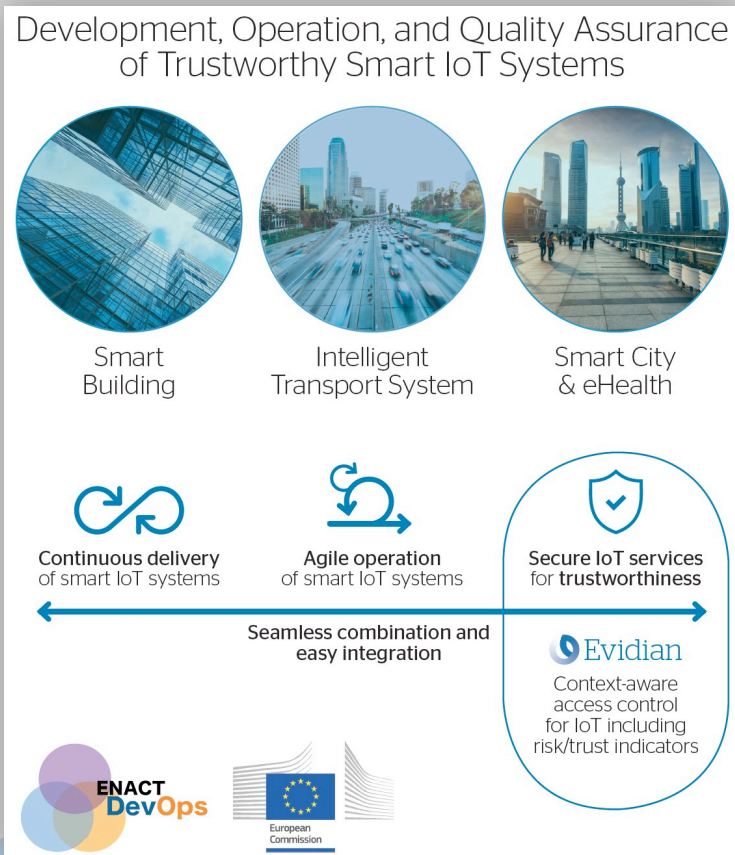 Development, Operation, and Quality Assurance
of Trustworthy Smart IoT Systems
Smart
Building
Intelligent
Transport System
Smart City
& eHealth
Continuous delivery
of smart IoT systems
Agile operation
of smart IoT systems
Secure IoT services
for trustworthiness
Seamless combination and
easy integration
Evidian
Context-aware
access control
for IoT including
risk/trust indicators
ENACT
DevOps
European
Commission